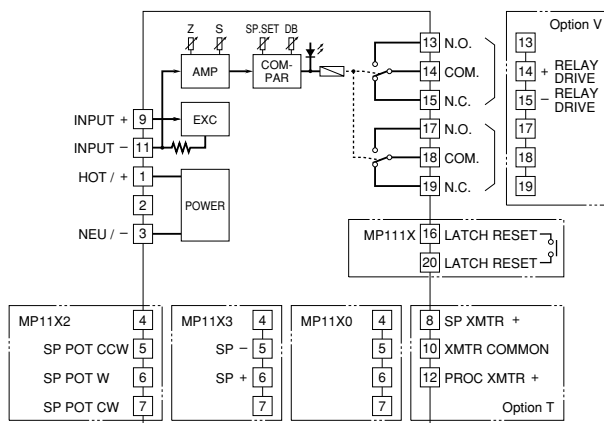 Z S SP.SET DB
AMP
COM-
PAR
EXC
INPUT + 9
INPUT − 11
HOT / + 1
2
NEU / − 3
POWER
13 N.O.
14 COM.
15 N.C.
17 N.O.
18 COM.
19 N.C.
Option V
13
14 + RELAY
DRIVE
15 − RELAY
DRIVE
17
18
19
MP111X 16 LATCH RESET
20 LATCH RESET
MP11X2 4
SP POT CCW 5
SP POT W 6
SP POT CW 7
MP11X3 4
SP − 5
SP + 6
7
MP11X0 4
5
6
7
8 SP XMTR +
10 XMTR COMMON
12 PROC XMTR +
Option T